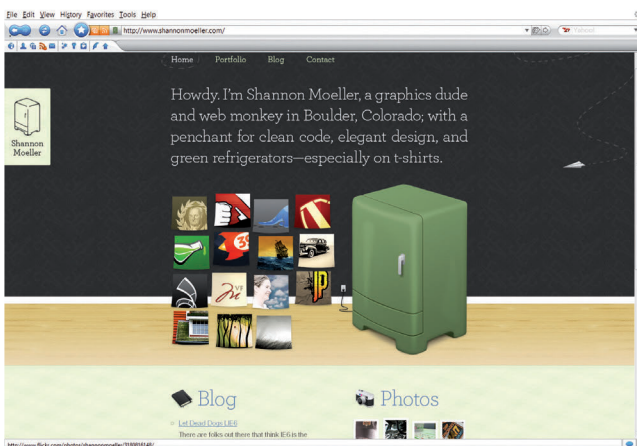 File Edit View History Favorites Tools Help
http://www.shannonmoeller.com/
Yahoo!
Home Portfolio Blog Contact
Howdy. I'm Shannon Moeller, a graphics dude
and web monkey in Boulder, Colorado; with a
penchant for clean code, elegant design, and
green refrigerators—especially on t-shirts.
Shannon
Moeller
39
VF
Blog
Photos
Let Dead Dogs LIE6
There are folks out there that think IE6 is the